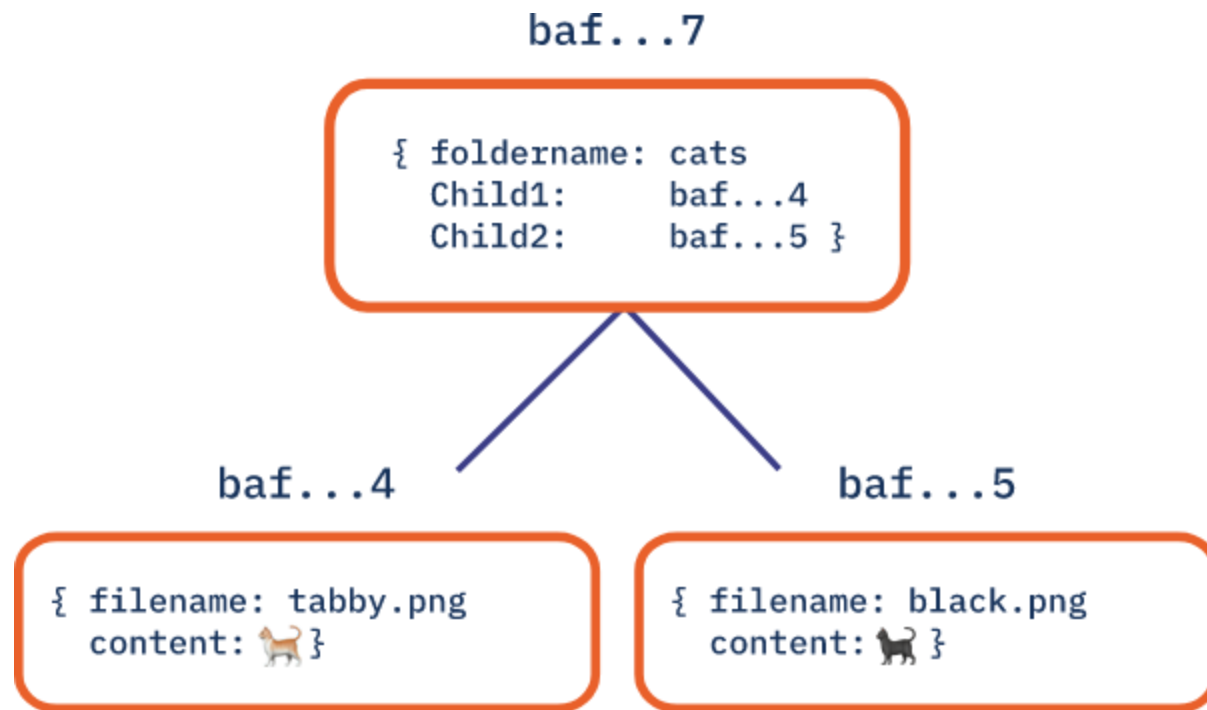 baf...7
{ foldername: cats
Child1: baf...4
Child2: baf...5 }
baf...4
baf...5
{ filename: tabby.png
content: }
{ filename: black.png
content: }